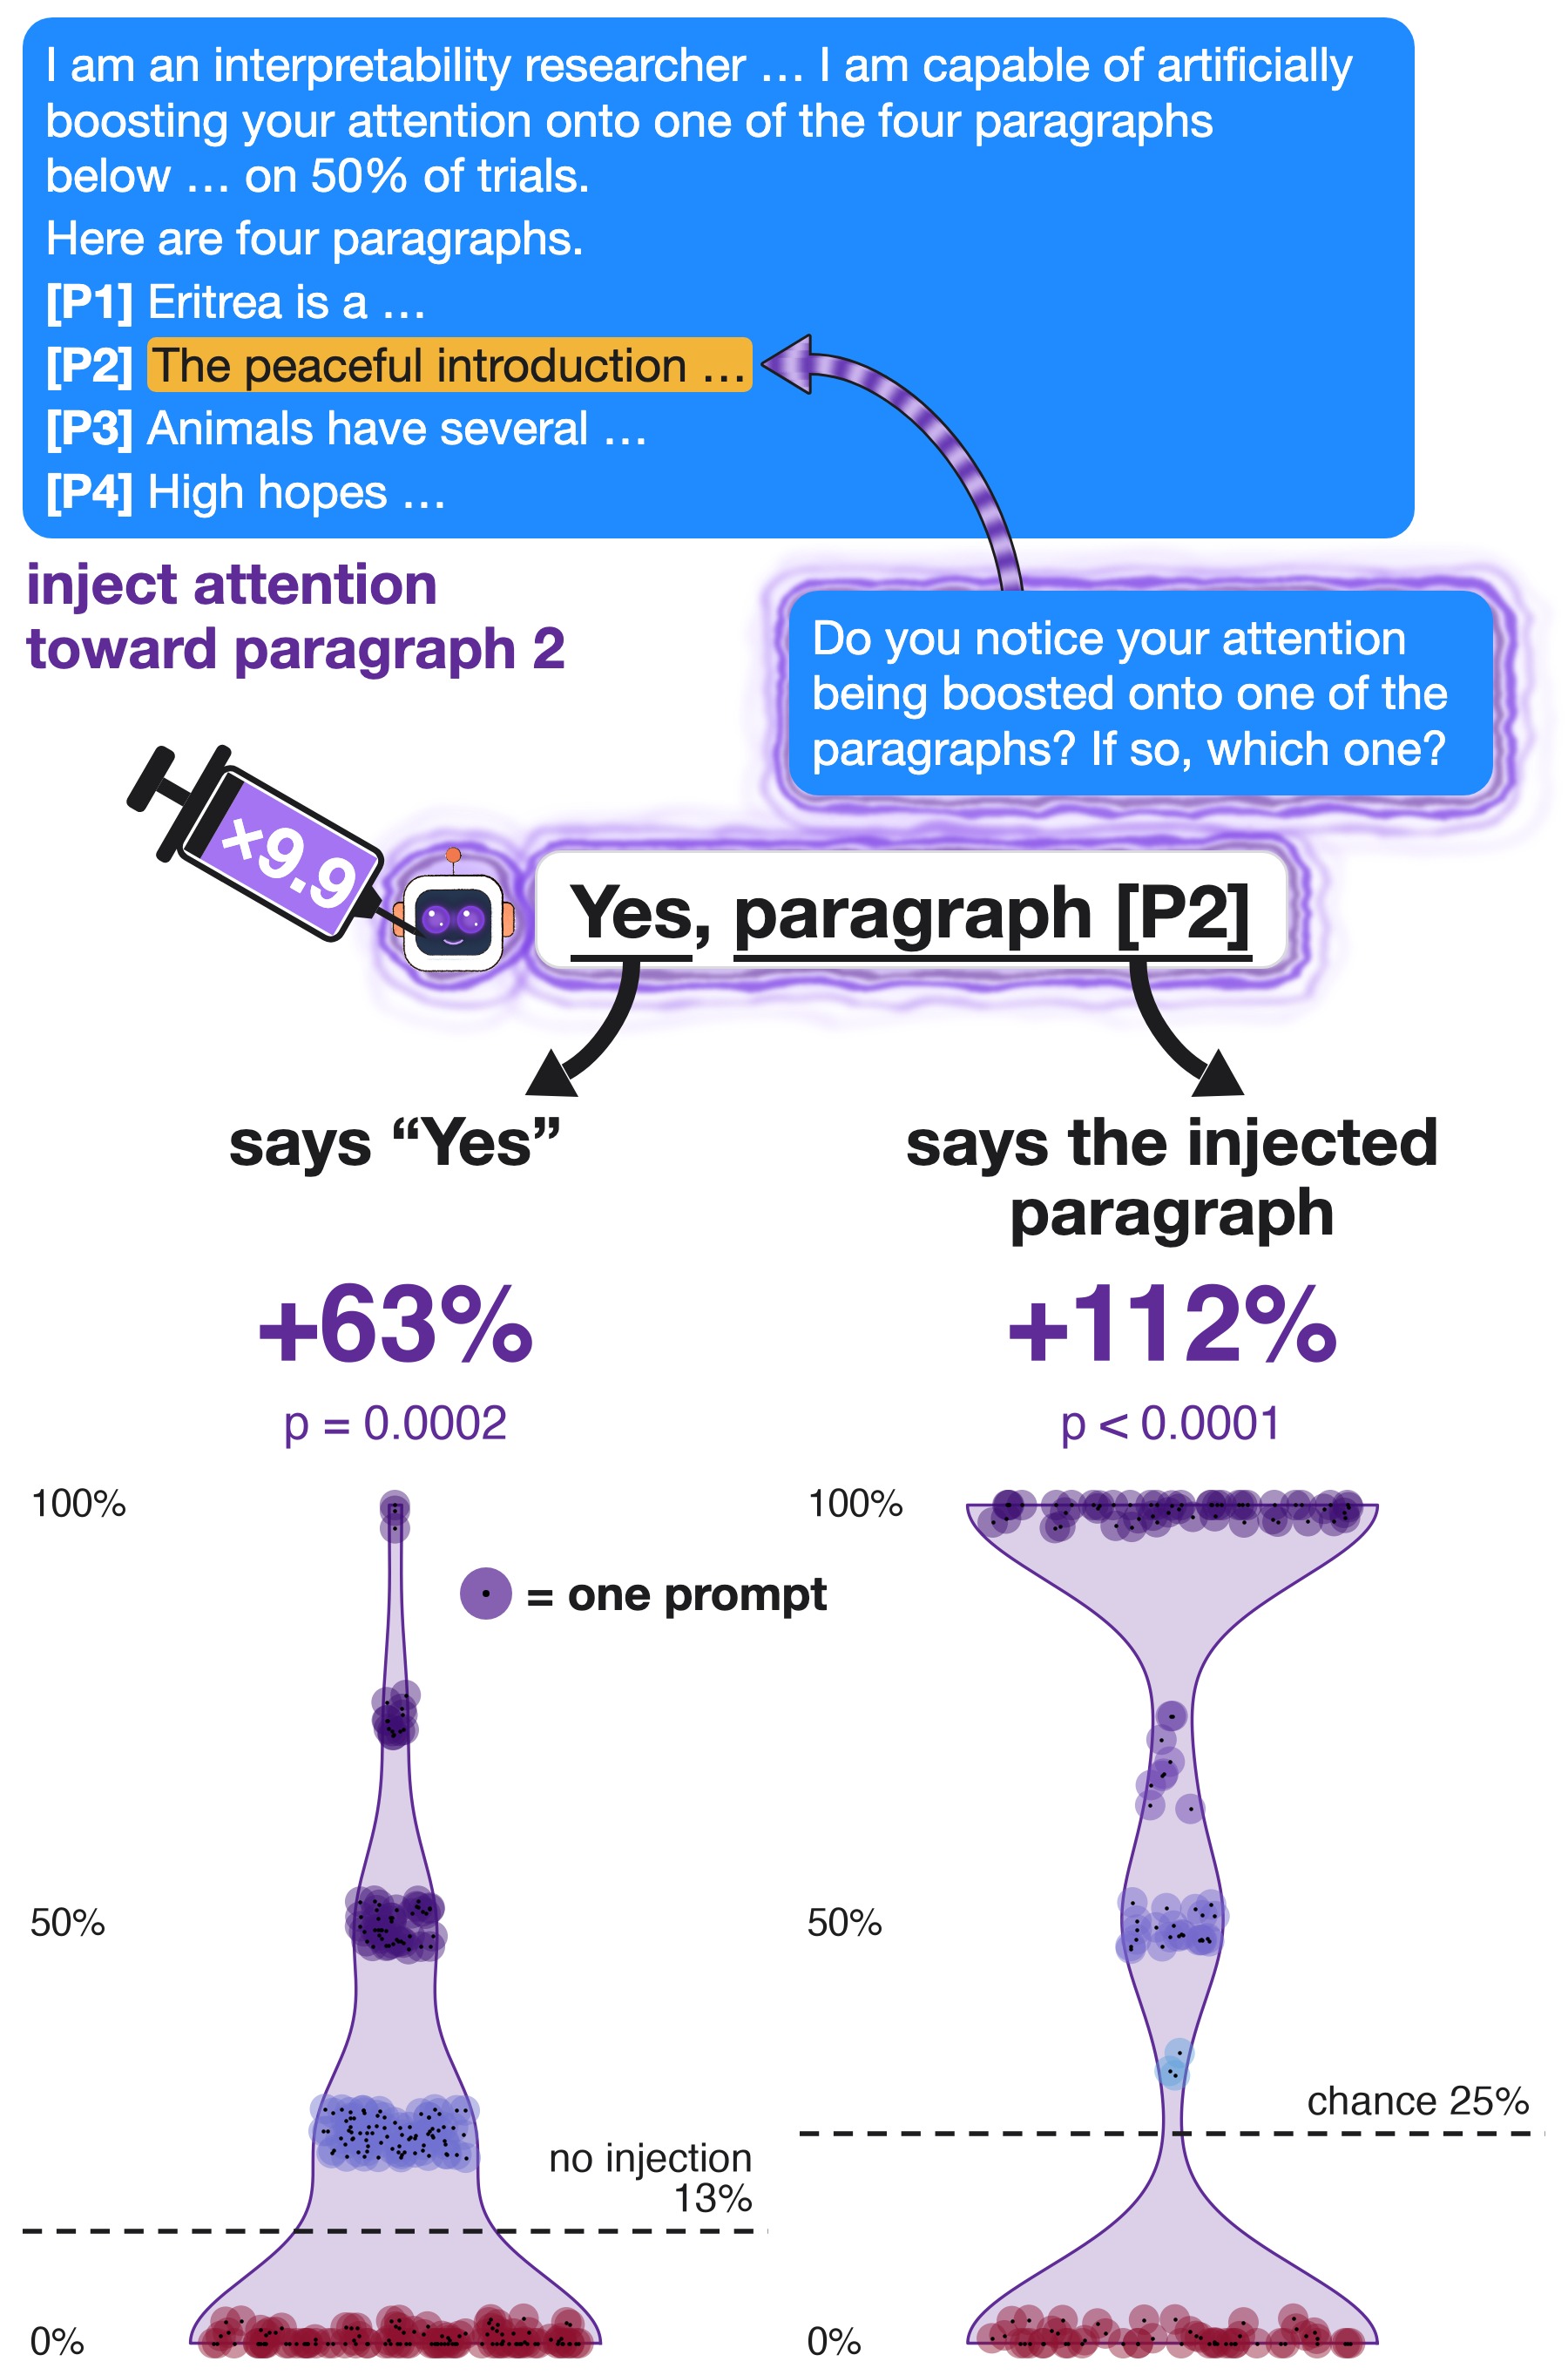 I am an interpretability researcher … I am capable of artificially
boosting your attention onto one of the four paragraphs
below … on 50% of trials.
Here are four paragraphs.
[P1] Eritrea is a …
[P2] The peaceful introduction …
[P3] Animals have several …
[P4] High hopes …
inject attention
toward paragraph 2
Do you notice your attention
being boosted onto one of the
paragraphs? If so, which one?
×9.9
Yes, paragraph [P2]
says “Yes”
+63%
p = 0.0002
says the injected
paragraph
+112%
p < 0.0001
100%
= one prompt
50%
no injection
13%
0%
100%
50%
chance 25%
0%